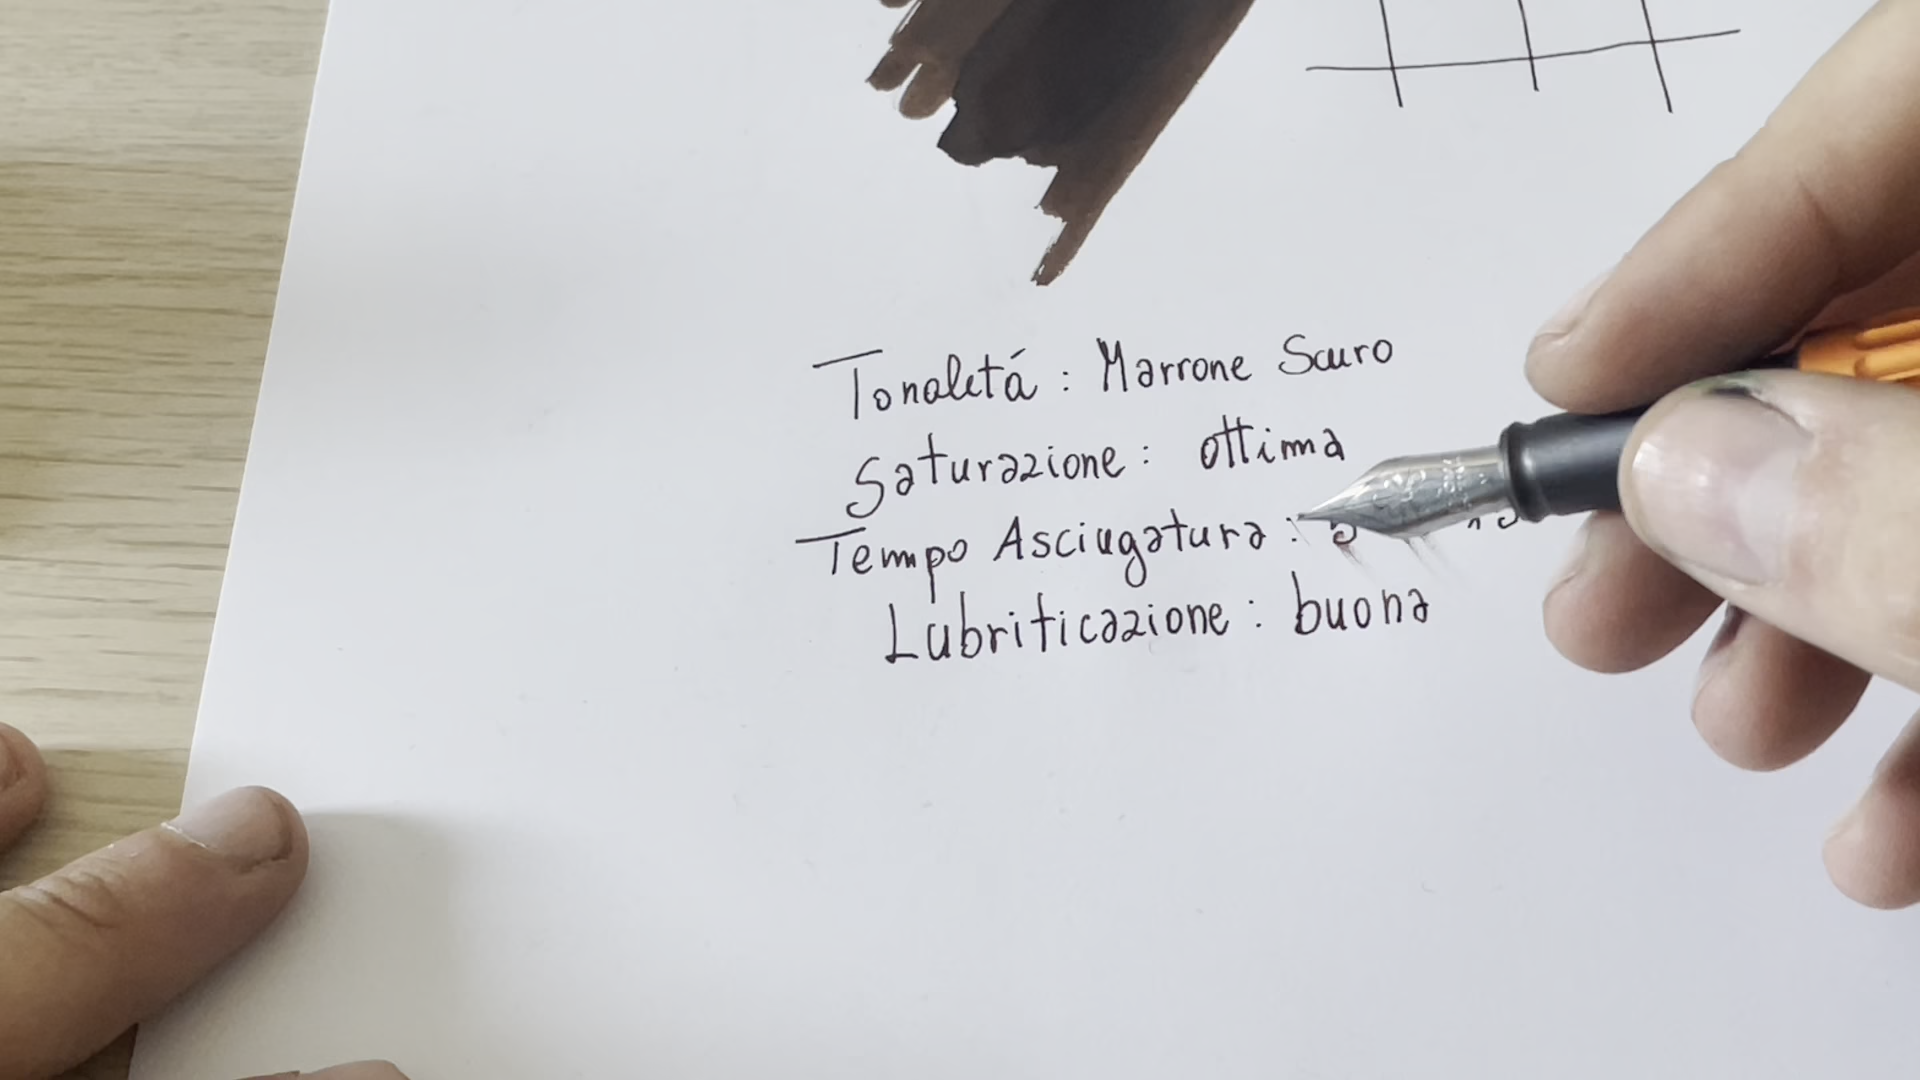 Tonalitá : Marrone Scuro
Saturazione : ottima
Tempo Asciugatura :
Lubrificazione : buona